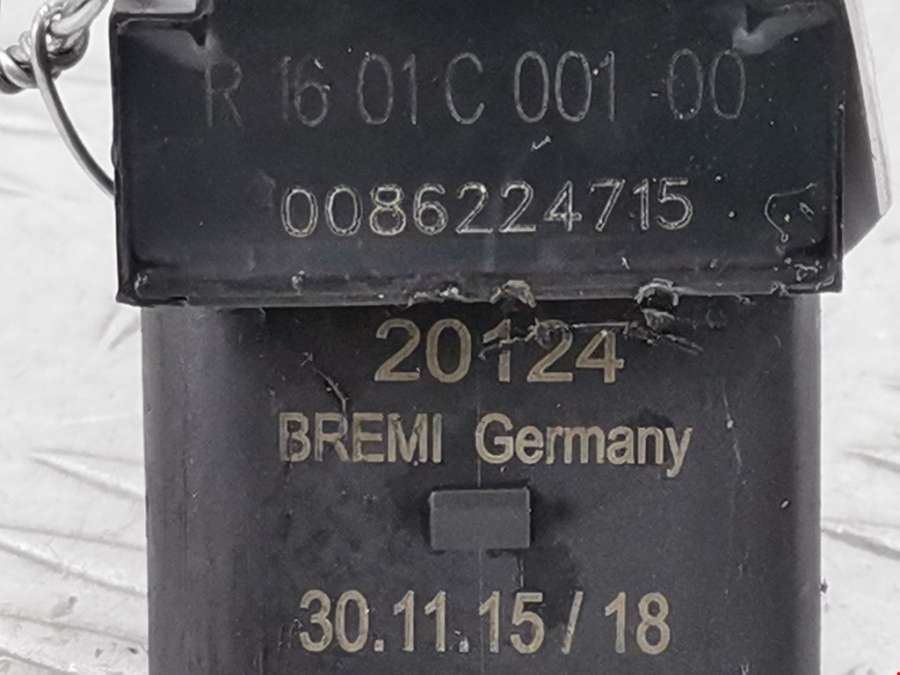 R 16 01 C 001 00
0086224715
20124
BREMI Germany
30.11.15 / 18